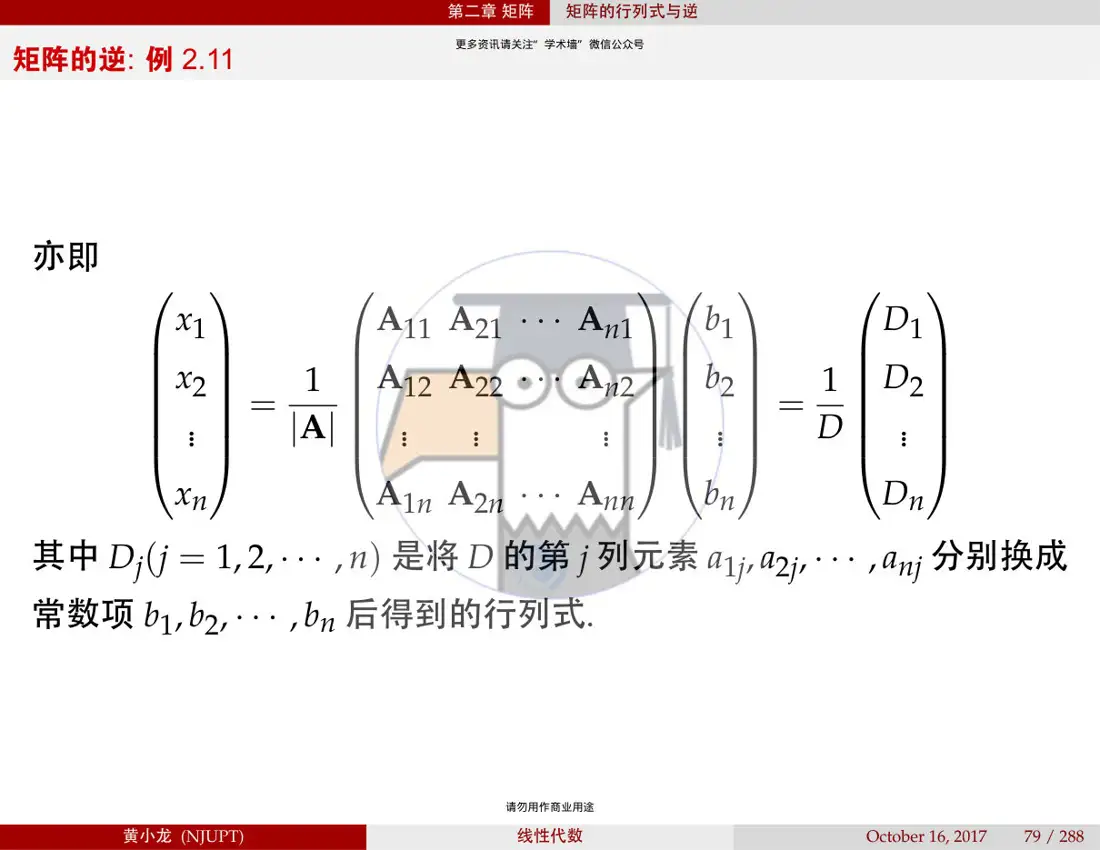 第二章 矩阵 矩阵的行列式与逆
更多资讯请关注“学术墙”微信公众号
矩阵的逆: 例 2.11
亦即
$$\begin{pmatrix} x_1 \\ x_2 \\ \vdots \\ x_n \end{pmatrix} = \frac{1}{|\mathbf{A}|} \begin{pmatrix} \mathbf{A}_{11} & \mathbf{A}_{21} & \cdots & \mathbf{A}_{n1} \\ \mathbf{A}_{12} & \mathbf{A}_{22} & \cdots & \mathbf{A}_{n2} \\ \vdots & \vdots & & \vdots \\ \mathbf{A}_{1n} & \mathbf{A}_{2n} & \cdots & \mathbf{A}_{nn} \end{pmatrix} \begin{pmatrix} b_1 \\ b_2 \\ \vdots \\ b_n \end{pmatrix} = \frac{1}{D} \begin{pmatrix} D_1 \\ D_2 \\ \vdots \\ D_n \end{pmatrix}$$
其中 $D_j(j = 1, 2, \cdots, n)$ 是将 $D$ 的第 $j$ 列元素 $a_{1j}, a_{2j}, \cdots, a_{nj}$ 分别换成
常数项 $b_1, b_2, \cdots, b_n$ 后得到的行列式.
请勿用作商业用途
黄小龙 (NJUPT) 线性代数 October 16, 2017 79 / 288